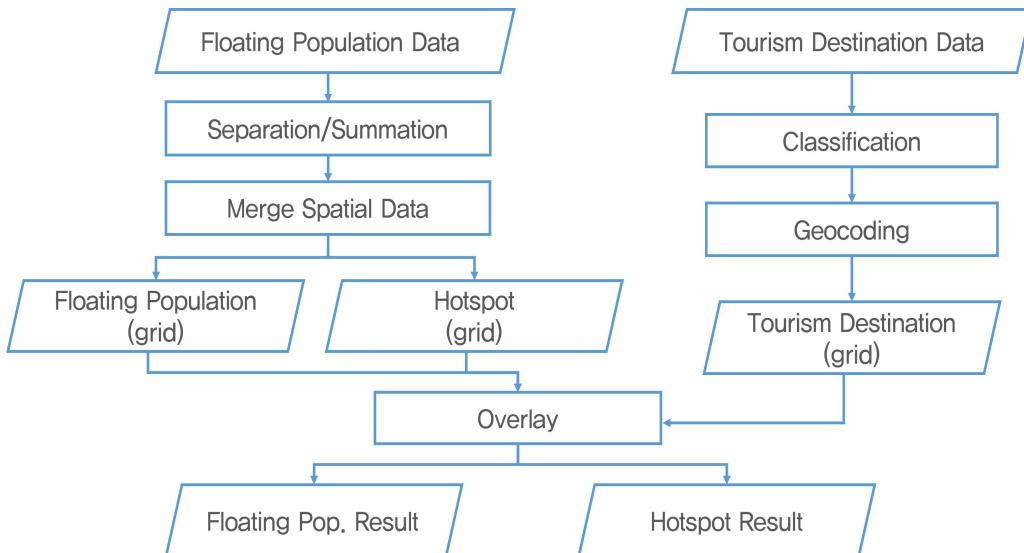 Floating Population Data
Tourism Destination Data
Separation/Summation
Classification
Merge Spatial Data
Geocoding
Floating Population
(grid)
Hotspot
(grid)
Tourism Destination
(grid)
Overlay
Floating Pop. Result
Hotspot Result